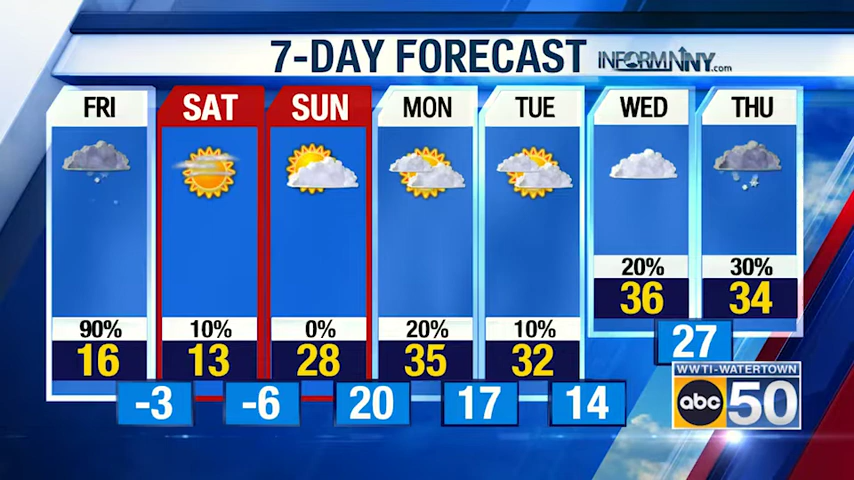 7-DAY FORECAST INFORMNNY.com
FRI SAT SUN MON TUE WED THU
20% 30%
36 34
90% 10% 0% 20% 10%
16 13 28 35 32
27
-3 -6 20 17 14
WWTI-WATERTOWN
abc 50